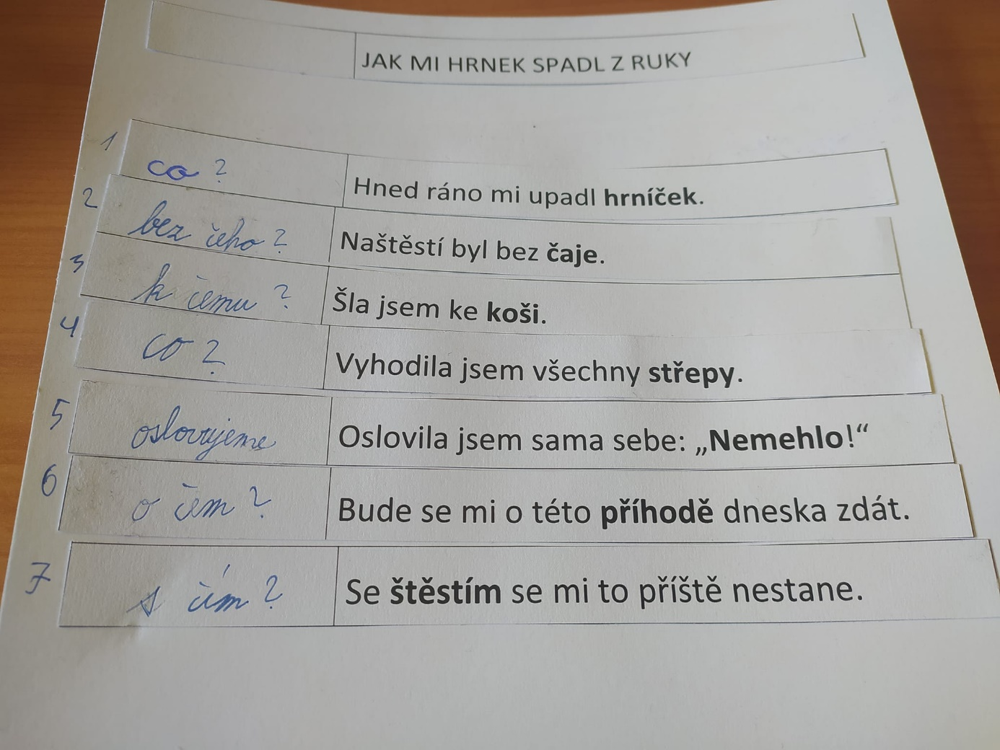 JAK MI HRNEK SPADL Z RUKY
1 co ? Hned ráno mi upadl hrníček.
2 bez čeho ? Naštěstí byl bez čaje.
3 k čemu ? Šla jsem ke koši.
4 co ? Vyhodila jsem všechny střepy.
5 oslovujeme Oslovila jsem sama sebe: „Nemehlo!“
6 o čem ? Bude se mi o této příhodě dneska zdát.
7 s čím ? Se štěstím se mi to příště nestane.